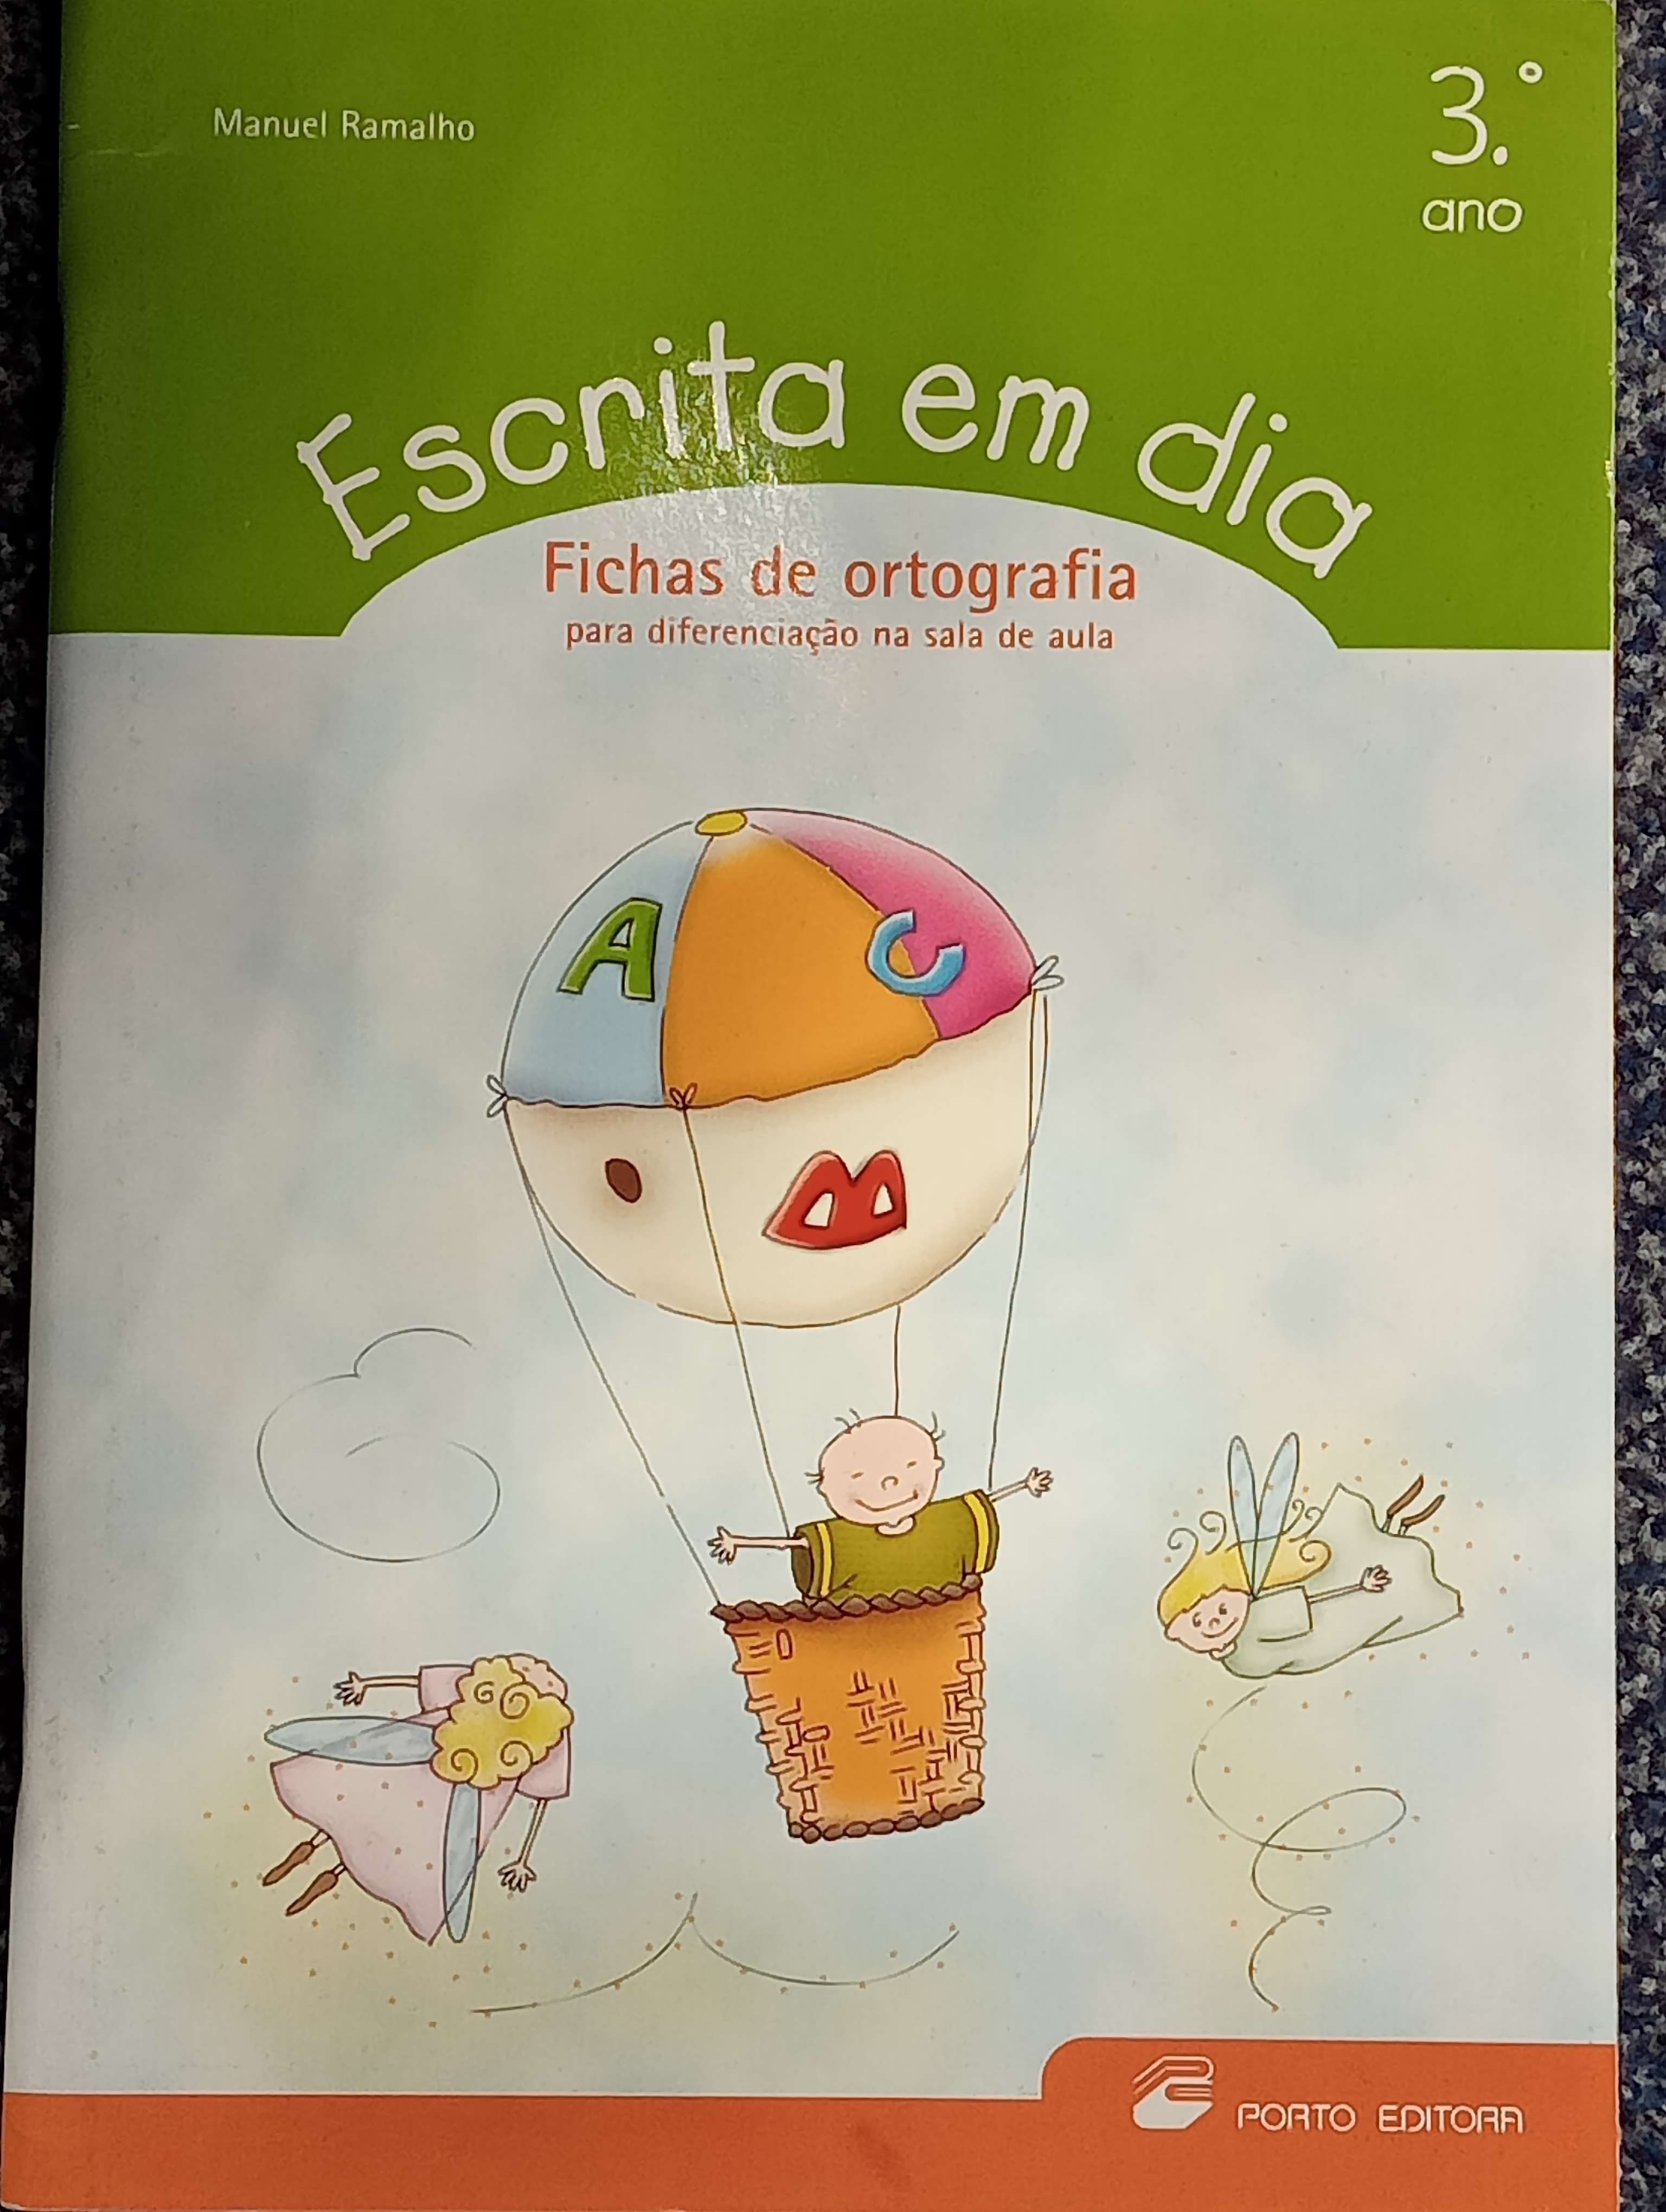 Manuel Ramalho
3.º
ano
Escrita em dia
Fichas de ortografia
para diferenciação na sala de aula
A C
PORTO EDITORA